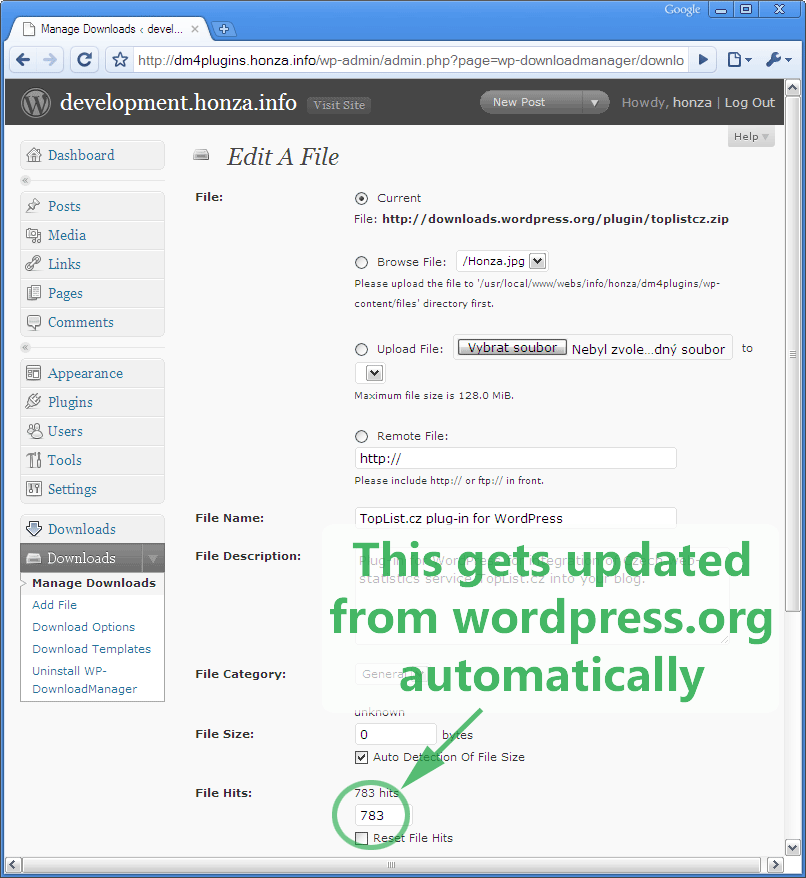 Google
Manage Downloads ‹ devel...
http://dm4plugins.honza.info/wp-admin/admin.php?page=wp-downloadmanager/downlo
development.honza.info Visit Site New Post Howdy, honza | Log Out
Help
Edit A File
Dashboard
Posts
Media
Links
Pages
Comments
Appearance
Plugins
Users
Tools
Settings
Downloads
Downloads
Manage Downloads
Add File
Download Options
Download Templates
Uninstall WP-
DownloadManager
File: Current
File: http://downloads.wordpress.org/plugin/toplistcz.zip
Browse File: /Honza.jpg
Please upload the file to '/usr/local/www/webs/info/honza/dm4plugins/wp-
content/files' directory first.
Upload File: Vybrat soubor Nebyl zvole...dný soubor to
Maximum file size is 128.0 MiB.
Remote File:
http://
Please include http:// or ftp:// in front.
File Name: TopList.cz plug-in for WordPress
File Description:
statistics service TopList.cz into your blog.
This gets updated
from wordpress.org
automatically
File Category: General
unknown
File Size: 0 bytes
Auto Detection Of File Size
File Hits: 783 hits
783
Reset File Hits